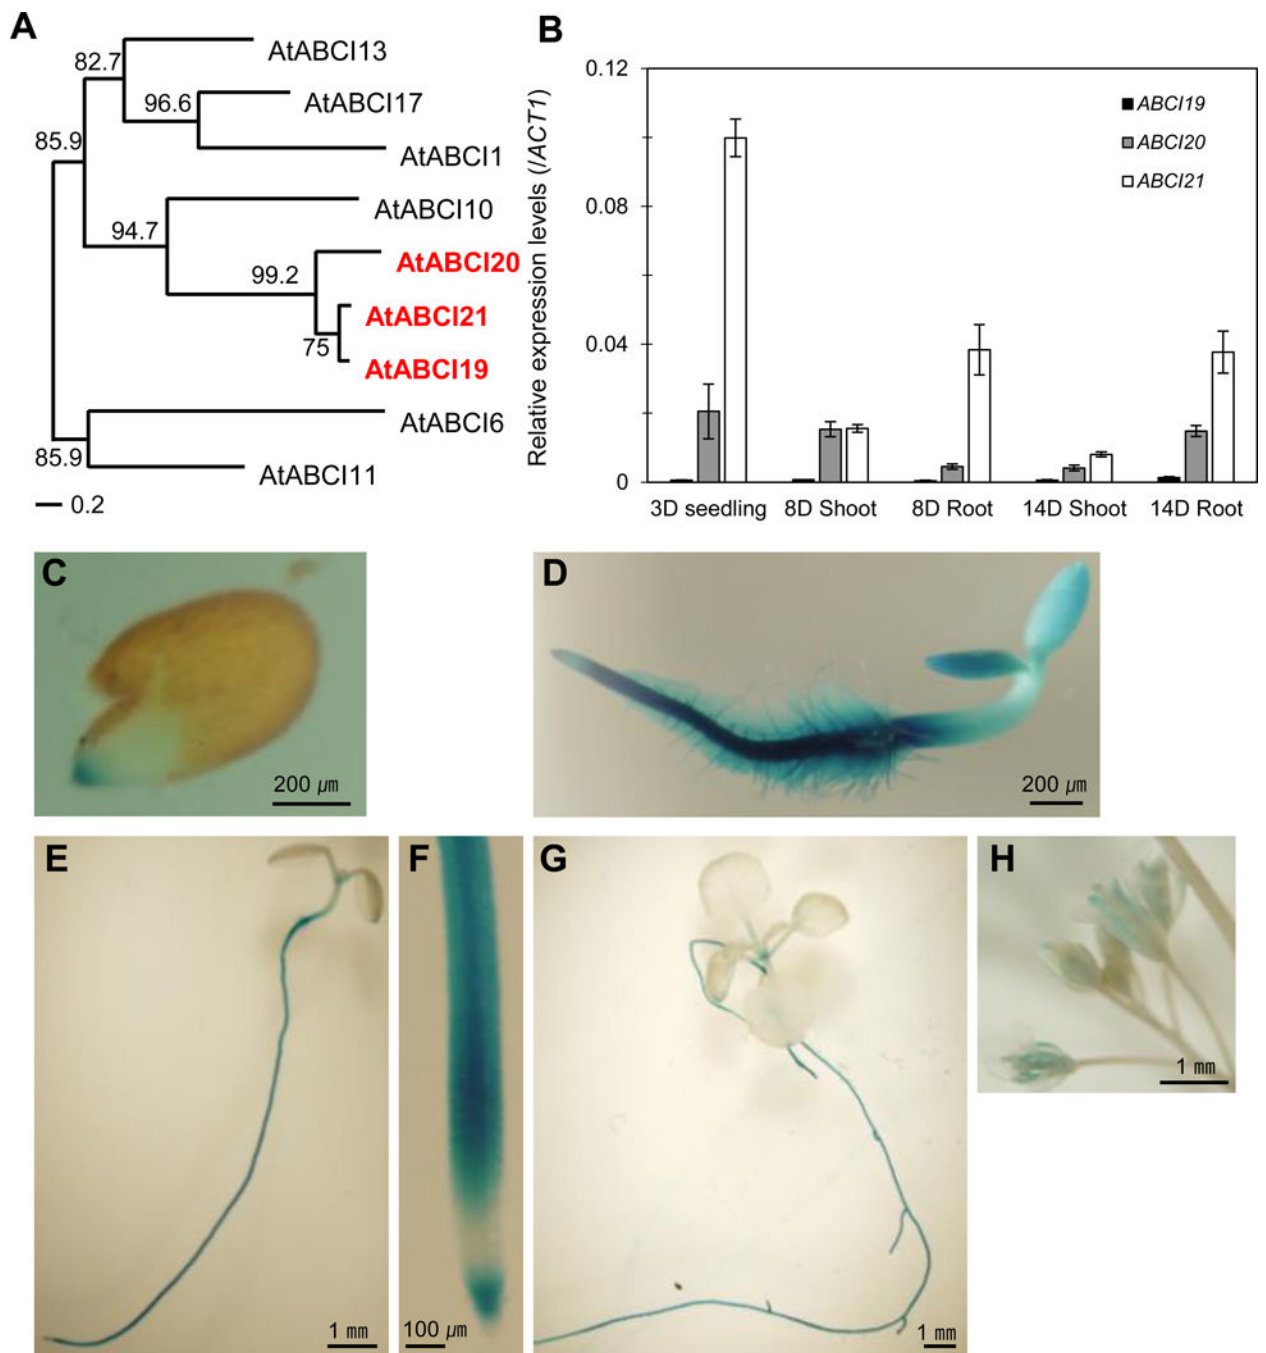 A
AtABCI13
82.7
AtABCI17
96.6
AtABCI1
85.9
AtABCI10
94.7
AtABCI20
99.2
AtABCI21
75
AtABCI19
AtABCI6
85.9
AtABCI11
0.2
B
Relative expression levels (/ACT1)
0.12
0.08
0.04
0
ABCI19
ABCI20
ABCI21
3D seedling 8D Shoot 8D Root 14D Shoot 14D Root
C
200 μm
D
200 μm
E
1 mm
F
100 μm
G
1 mm
H
1 mm